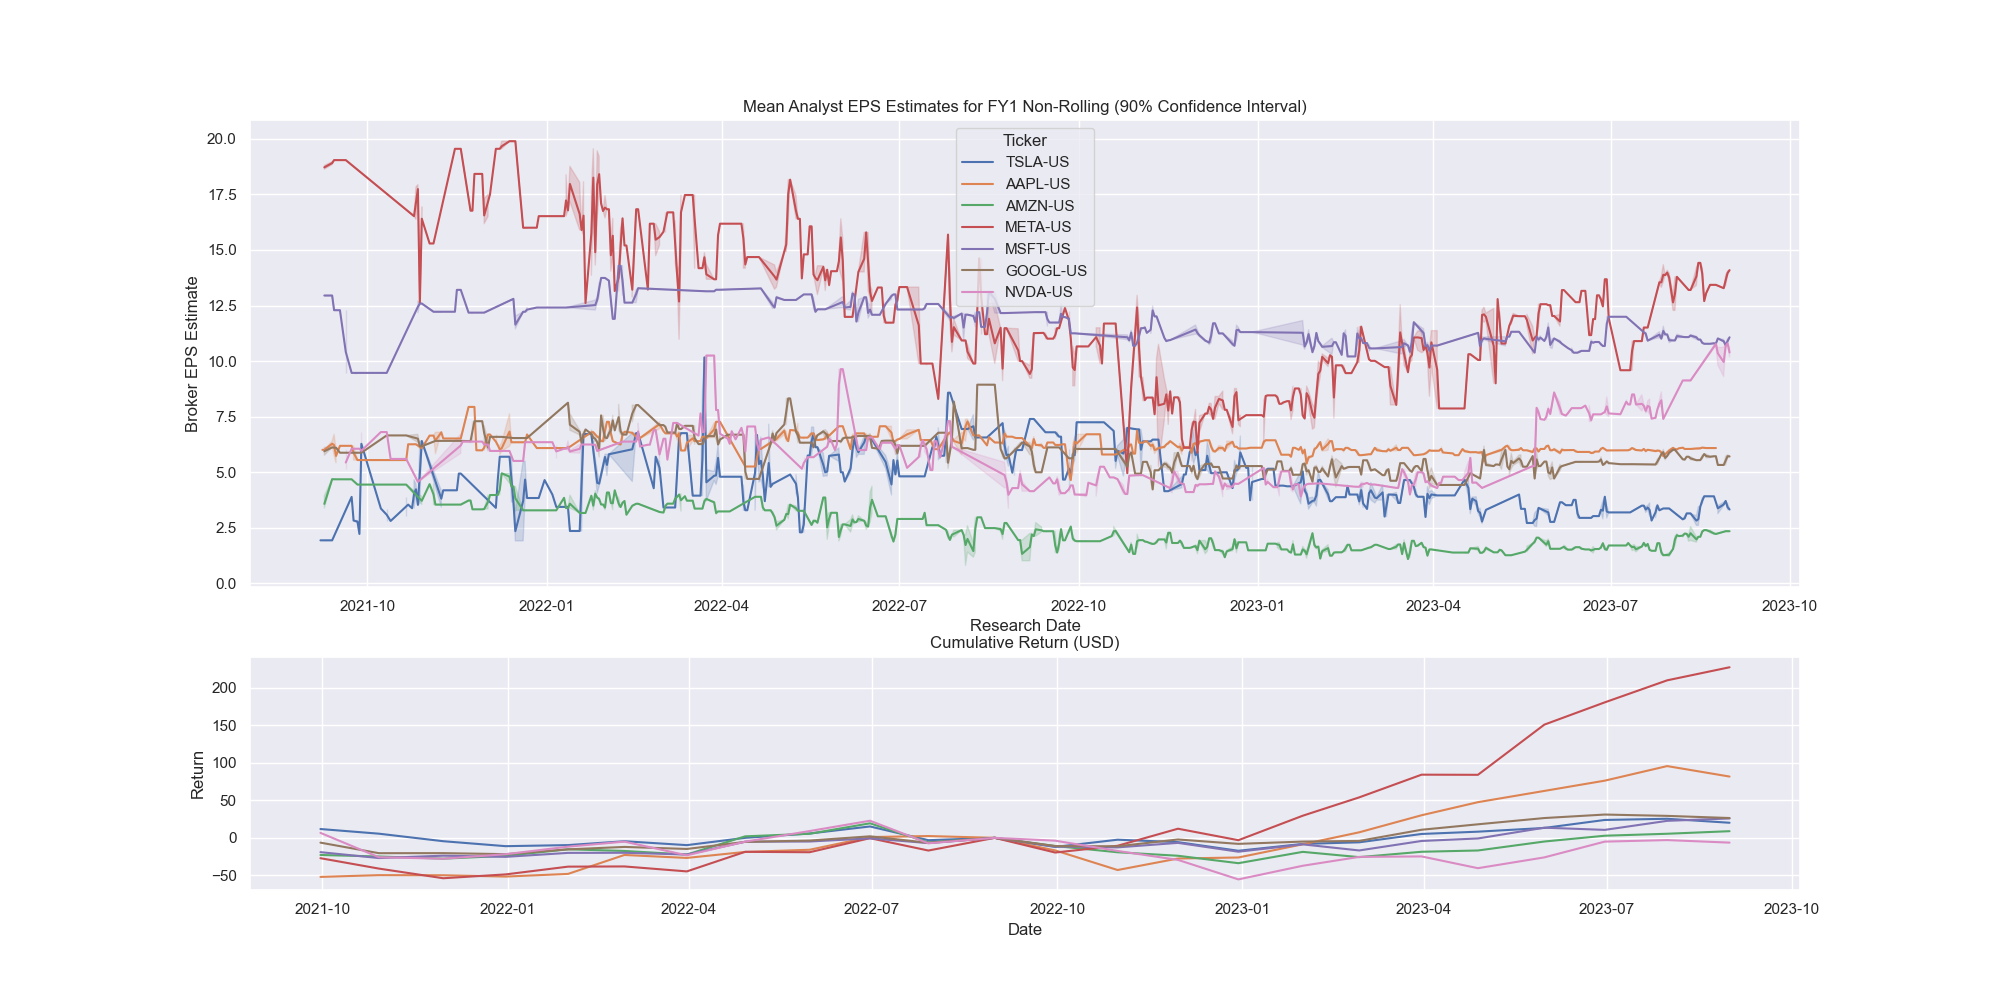 Mean Analyst EPS Estimates for FY1 Non-Rolling (90% Confidence Interval)
Broker EPS Estimate
20.0
17.5
15.0
12.5
10.0
7.5
5.0
2.5
0.0
Ticker
TSLA-US
AAPL-US
AMZN-US
META-US
MSFT-US
GOOGL-US
NVDA-US
2021-10 2022-01 2022-04 2022-07 2022-10 2023-01 2023-04 2023-07 2023-10
Research Date
Cumulative Return (USD)
Return
200
150
100
50
0
−50
2021-10 2022-01 2022-04 2022-07 2022-10 2023-01 2023-04 2023-07 2023-10
Date